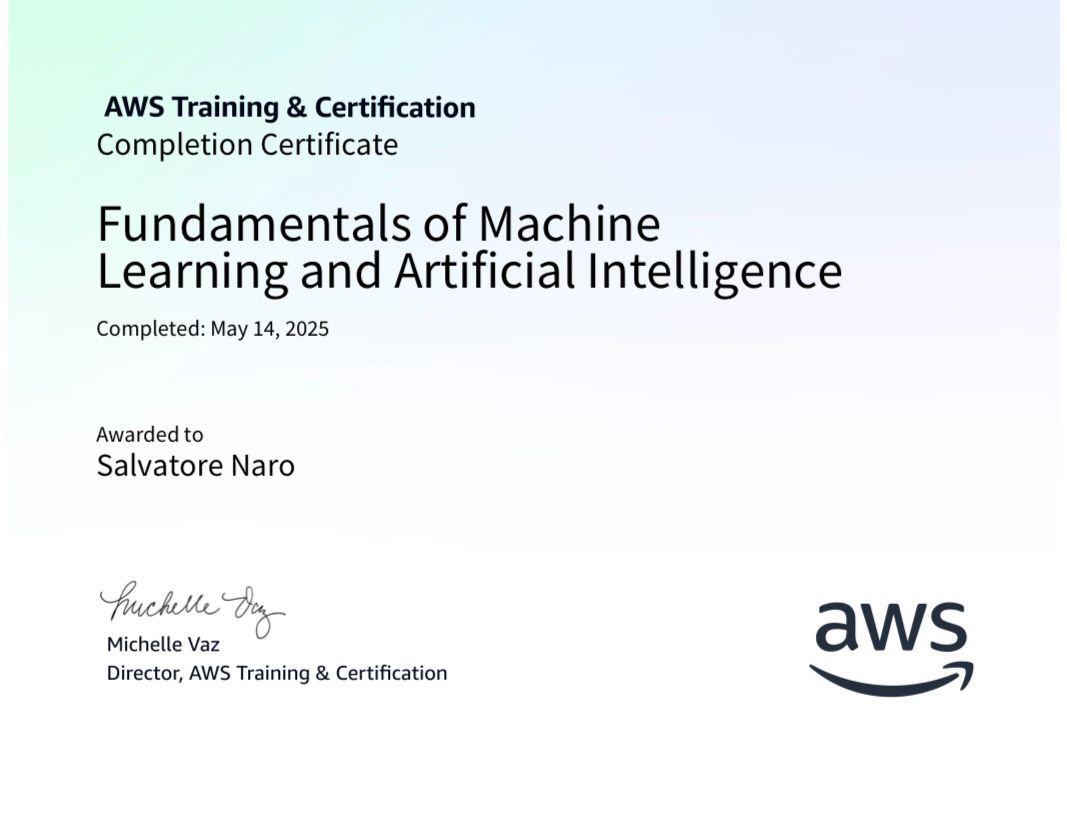 AWS Training & Certification
Completion Certificate
Fundamentals of Machine
Learning and Artificial Intelligence
Completed: May 14, 2025
Awarded to
Salvatore Naro
Michelle Vaz
Michelle Vaz
Director, AWS Training & Certification
aws